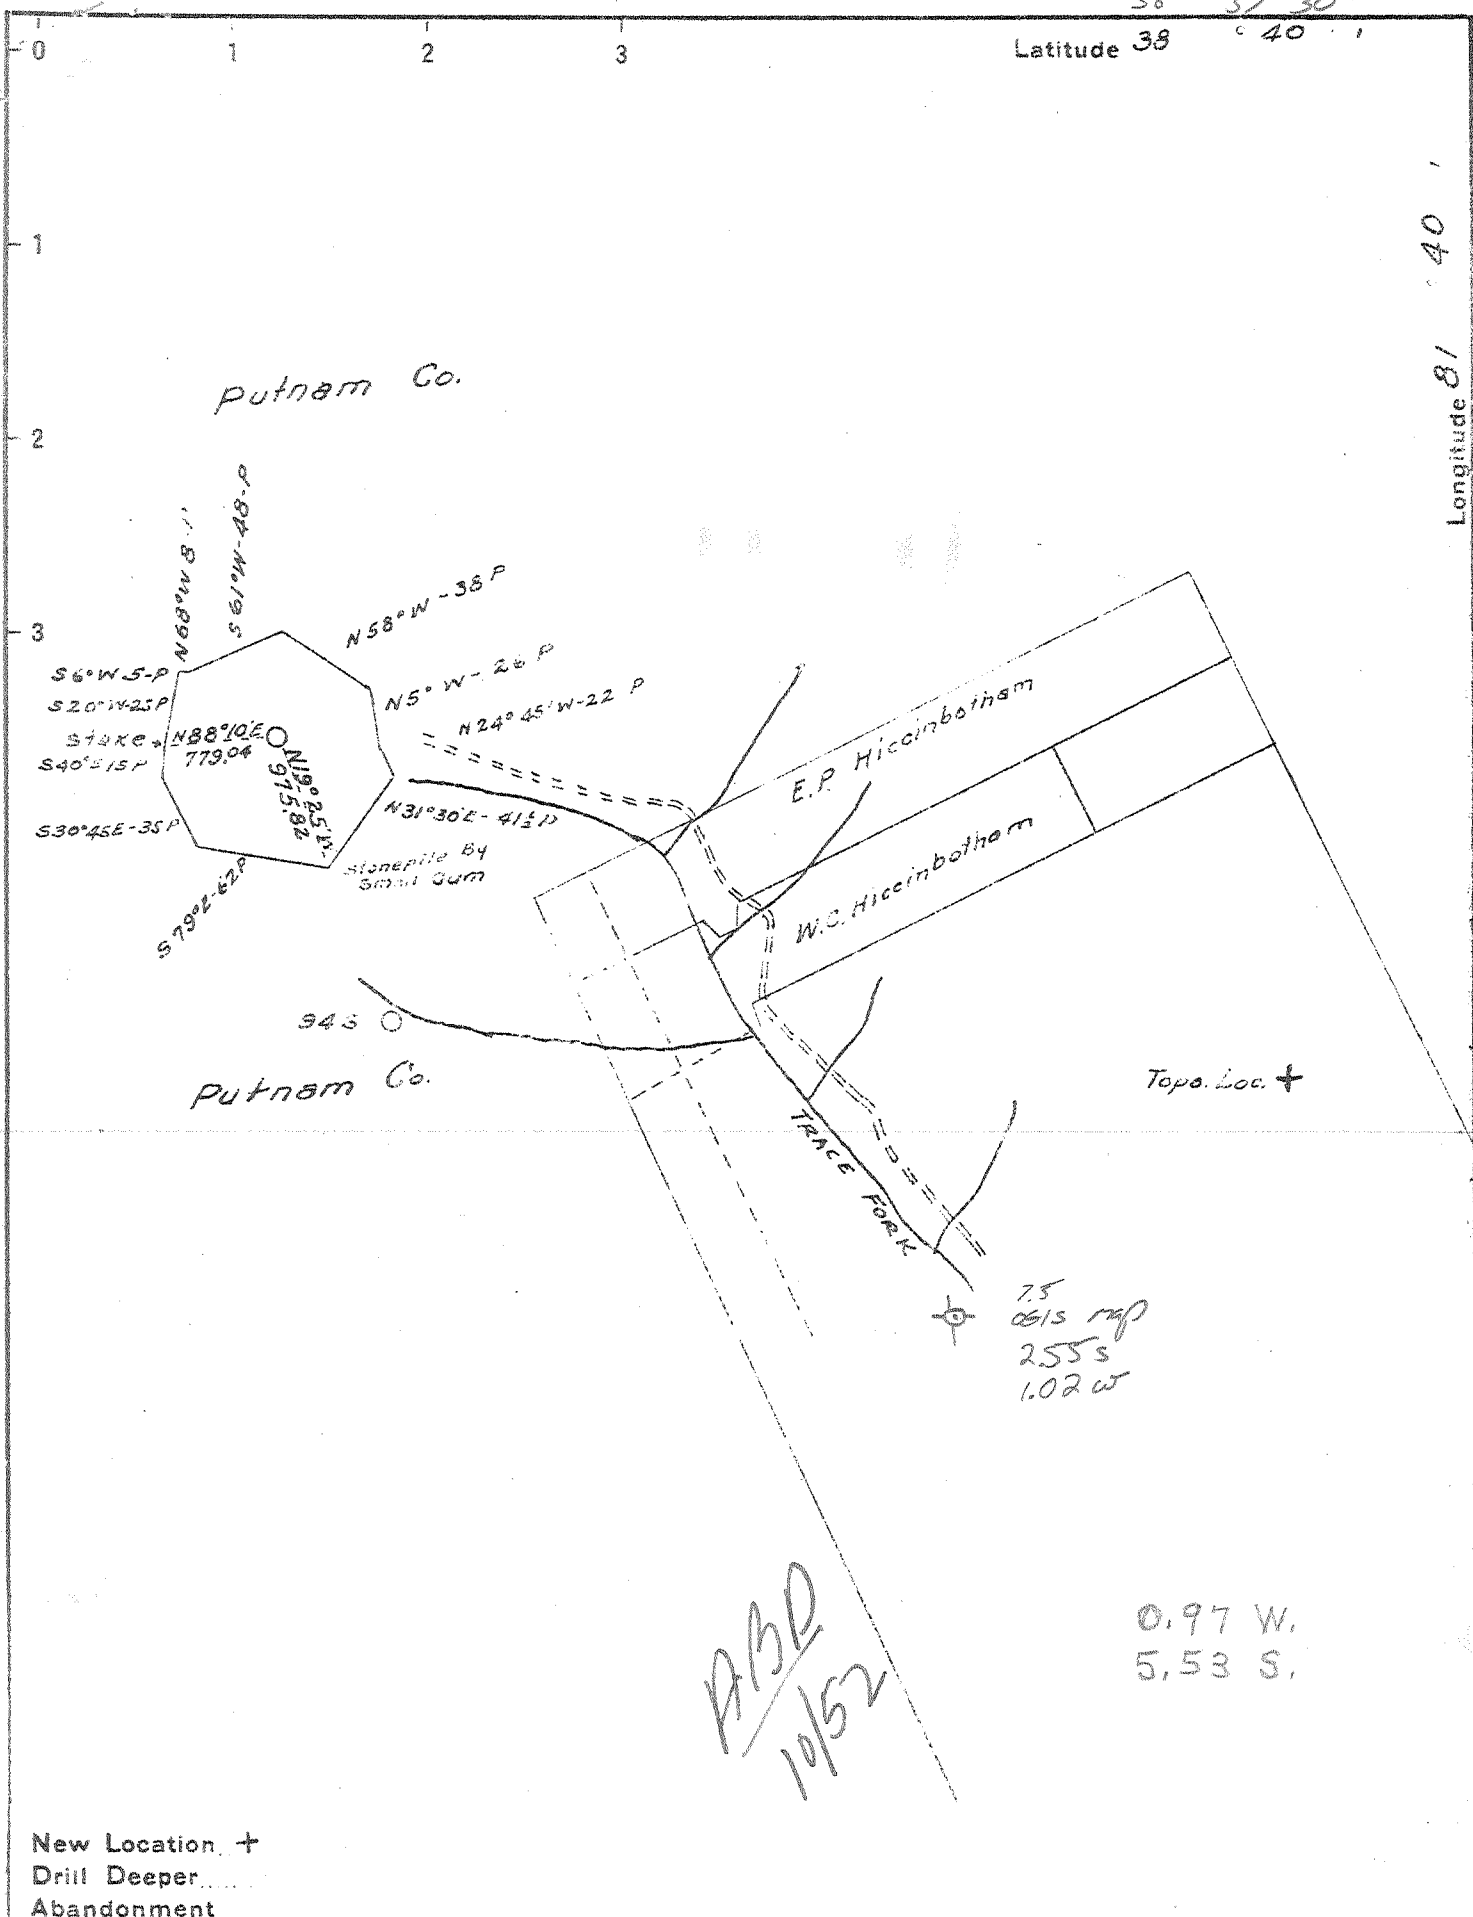 0 1 2 3
Latitude 38 ° 40 '
1
Longitude 81 ° 40 '
Putnam Co.
2
N68°W 8
S 61°W-48-P
N58°W-38P
3
S6°W 5-P
N5°W-26P
S20°W-25P
N24°45'W-22 P
Stake
N88°10'E
779.04
S40°E 15P
N19°25'W-
975.82
E.P. Hiccinbotham
N31°30'E-41½P
S30°45E-35P
Stonepile By
Small Gum
W.C. Hiccinbotham
S79°E-62P
945
Putnam Co.
Topo. Loc. +
TRACE FORK
7.5
2.55 s
1.02 w
0.97 W.
5.53 S.
ABD
10/52
New Location +
Drill Deeper.....
Abandonment